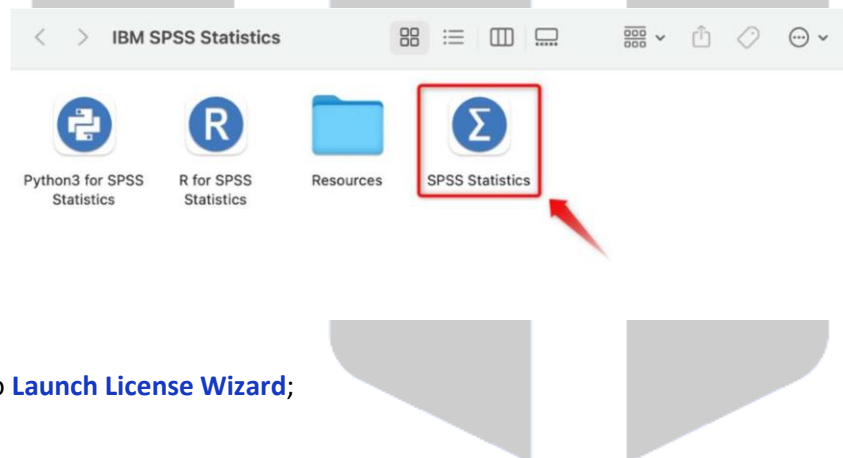 IBM SPSS Statistics
Python3 for SPSS
Statistics
R for SPSS
Statistics
Resources
SPSS Statistics
Launch License Wizard;